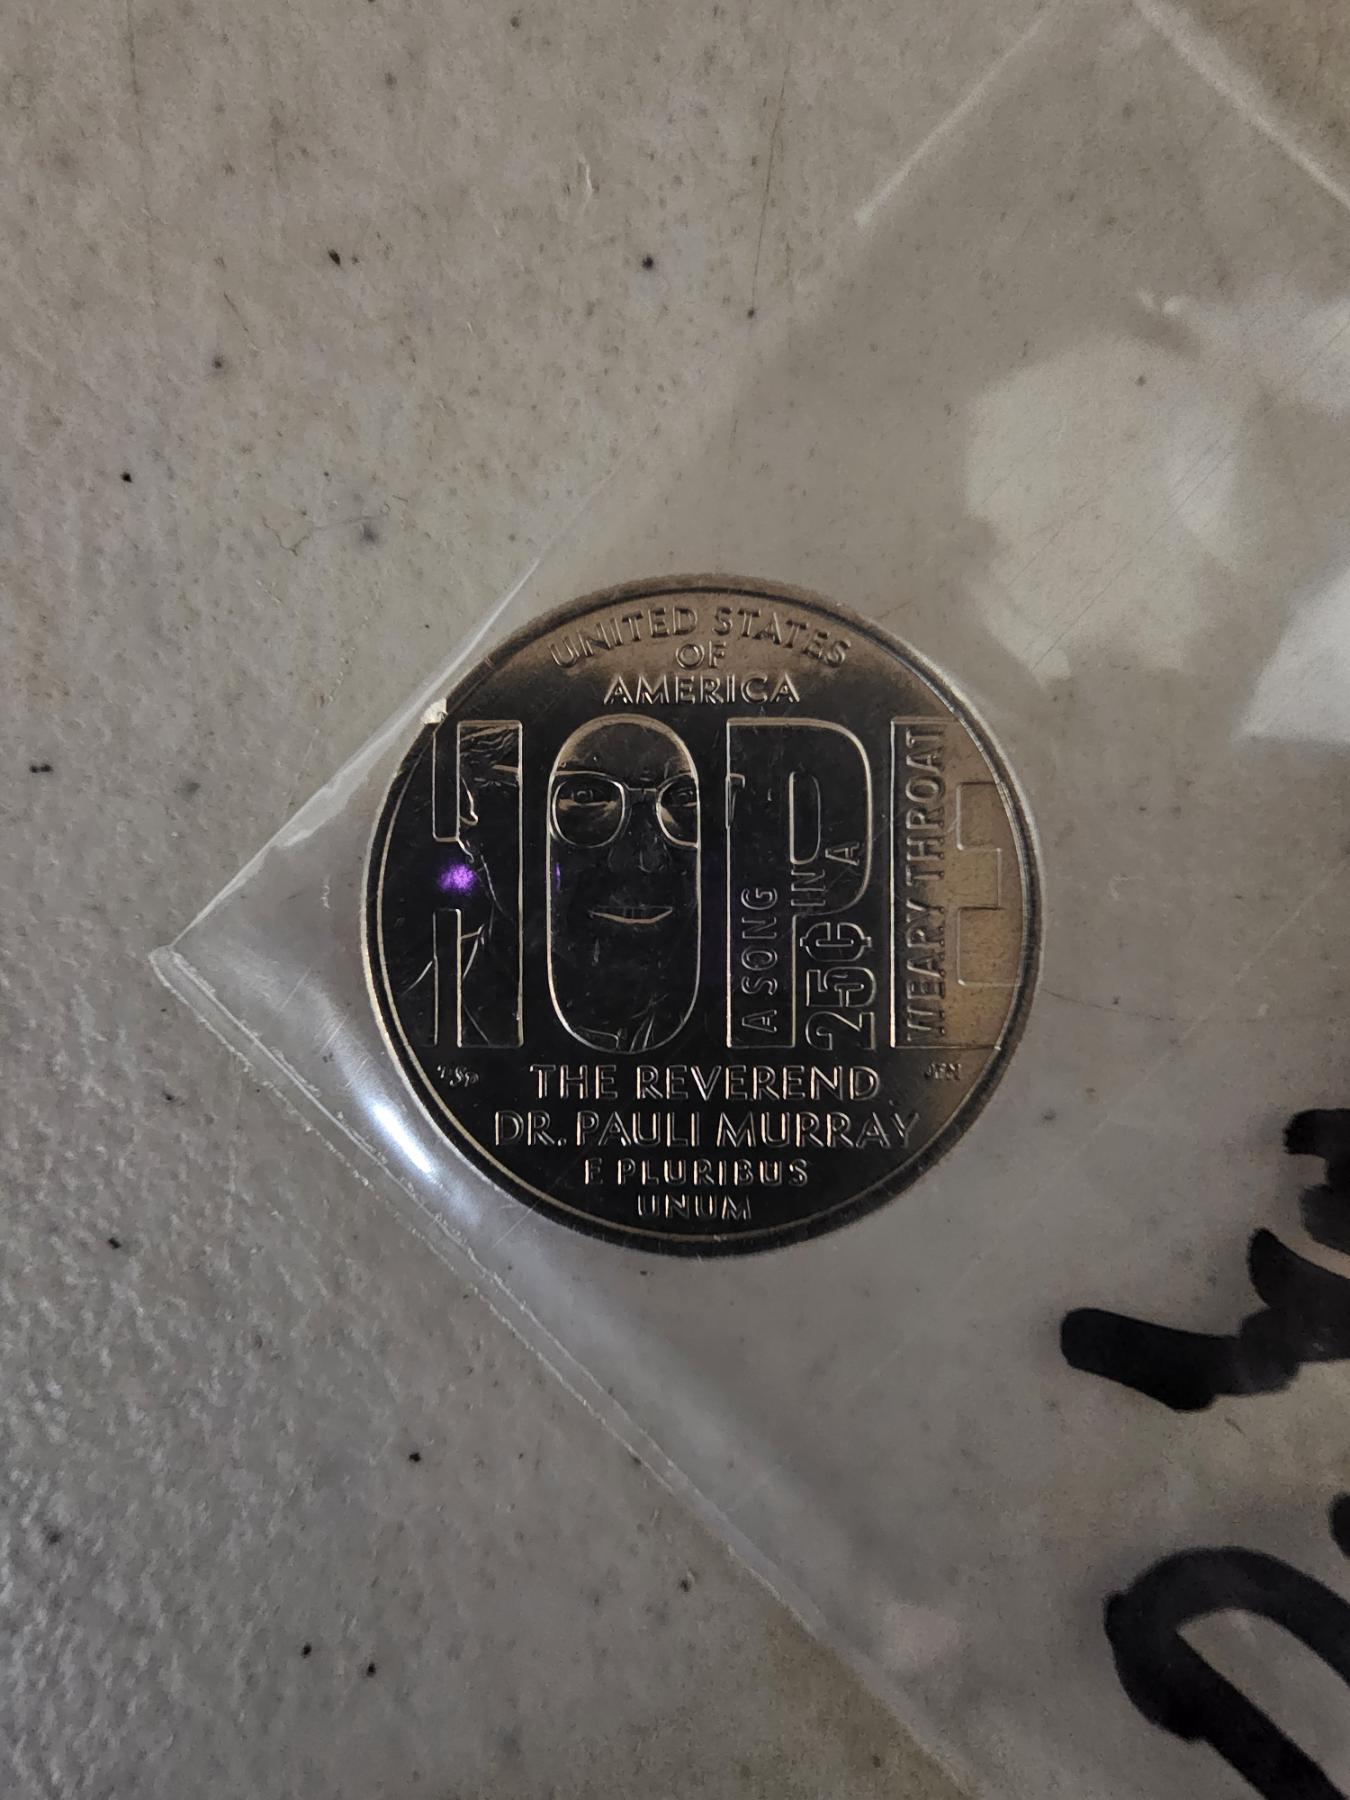 UNITED STATES
OF
AMERICA
HOPE
A SONG
IN A
WEARY THROAT
25¢
THE REVEREND
DR. PAULI MURRAY
E PLURIBUS
UNUM